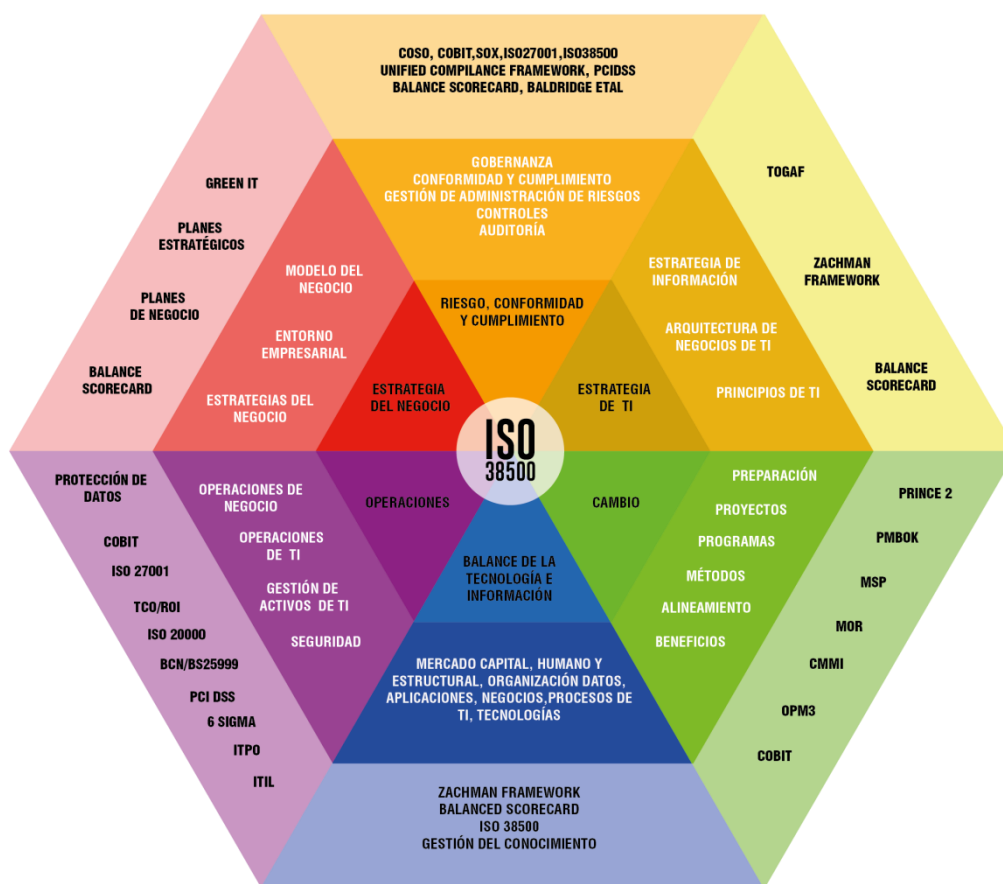 COSO, COBIT,SOX,ISO27001,ISO38500
UNIFIED COMPILANCE FRAMEWORK, PCIDSS
BALANCE SCORECARD, BALDRIDGE ETAL
GOBERNANZA
CONFORMIDAD Y CUMPLIMIENTO
GESTIÓN DE ADMINISTRACIÓN DE RIESGOS
CONTROLES
AUDITORÍA
RIESGO, CONFORMIDAD
Y CUMPLIMIENTO
GREEN IT
PLANES
ESTRATÉGICOS
PLANES
DE NEGOCIO
BALANCE
SCORECARD
MODELO DEL
NEGOCIO
ENTORNO
EMPRESARIAL
ESTRATEGIAS DEL
NEGOCIO
ESTRATEGIA
DEL NEGOCIO
ESTRATEGIA
DE TI
ESTRATEGIA DE
INFORMACIÓN
ARQUITECTURA DE
NEGOCIOS DE TI
PRINCIPIOS DE TI
TOGAF
ZACHMAN
FRAMEWORK
BALANCE
SCORECARD
ISO
38500
PROTECCIÓN DE
DATOS
COBIT
ISO 27001
TCO/ROI
ISO 20000
BCN/BS25999
PCI DSS
6 SIGMA
ITPO
ITIL
OPERACIONES DE
NEGOCIO
OPERACIONES
DE TI
GESTIÓN DE
ACTIVOS DE TI
SEGURIDAD
OPERACIONES
BALANCE DE LA
TECNOLOGÍA E
INFORMACIÓN
MERCADO CAPITAL, HUMANO Y
ESTRUCTURAL, ORGANIZACIÓN DATOS,
APLICACIONES, NEGOCIOS,PROCESOS DE
TI, TECNOLOGÍAS
ZACHMAN FRAMEWORK
BALANCED SCORECARD
ISO 38500
GESTIÓN DEL CONOCIMIENTO
CAMBIO
PREPARACIÓN
PROYECTOS
PROGRAMAS
MÉTODOS
ALINEAMIENTO
BENEFICIOS
PRINCE 2
PMBOK
MSP
MOR
CMMI
OPM3
COBIT